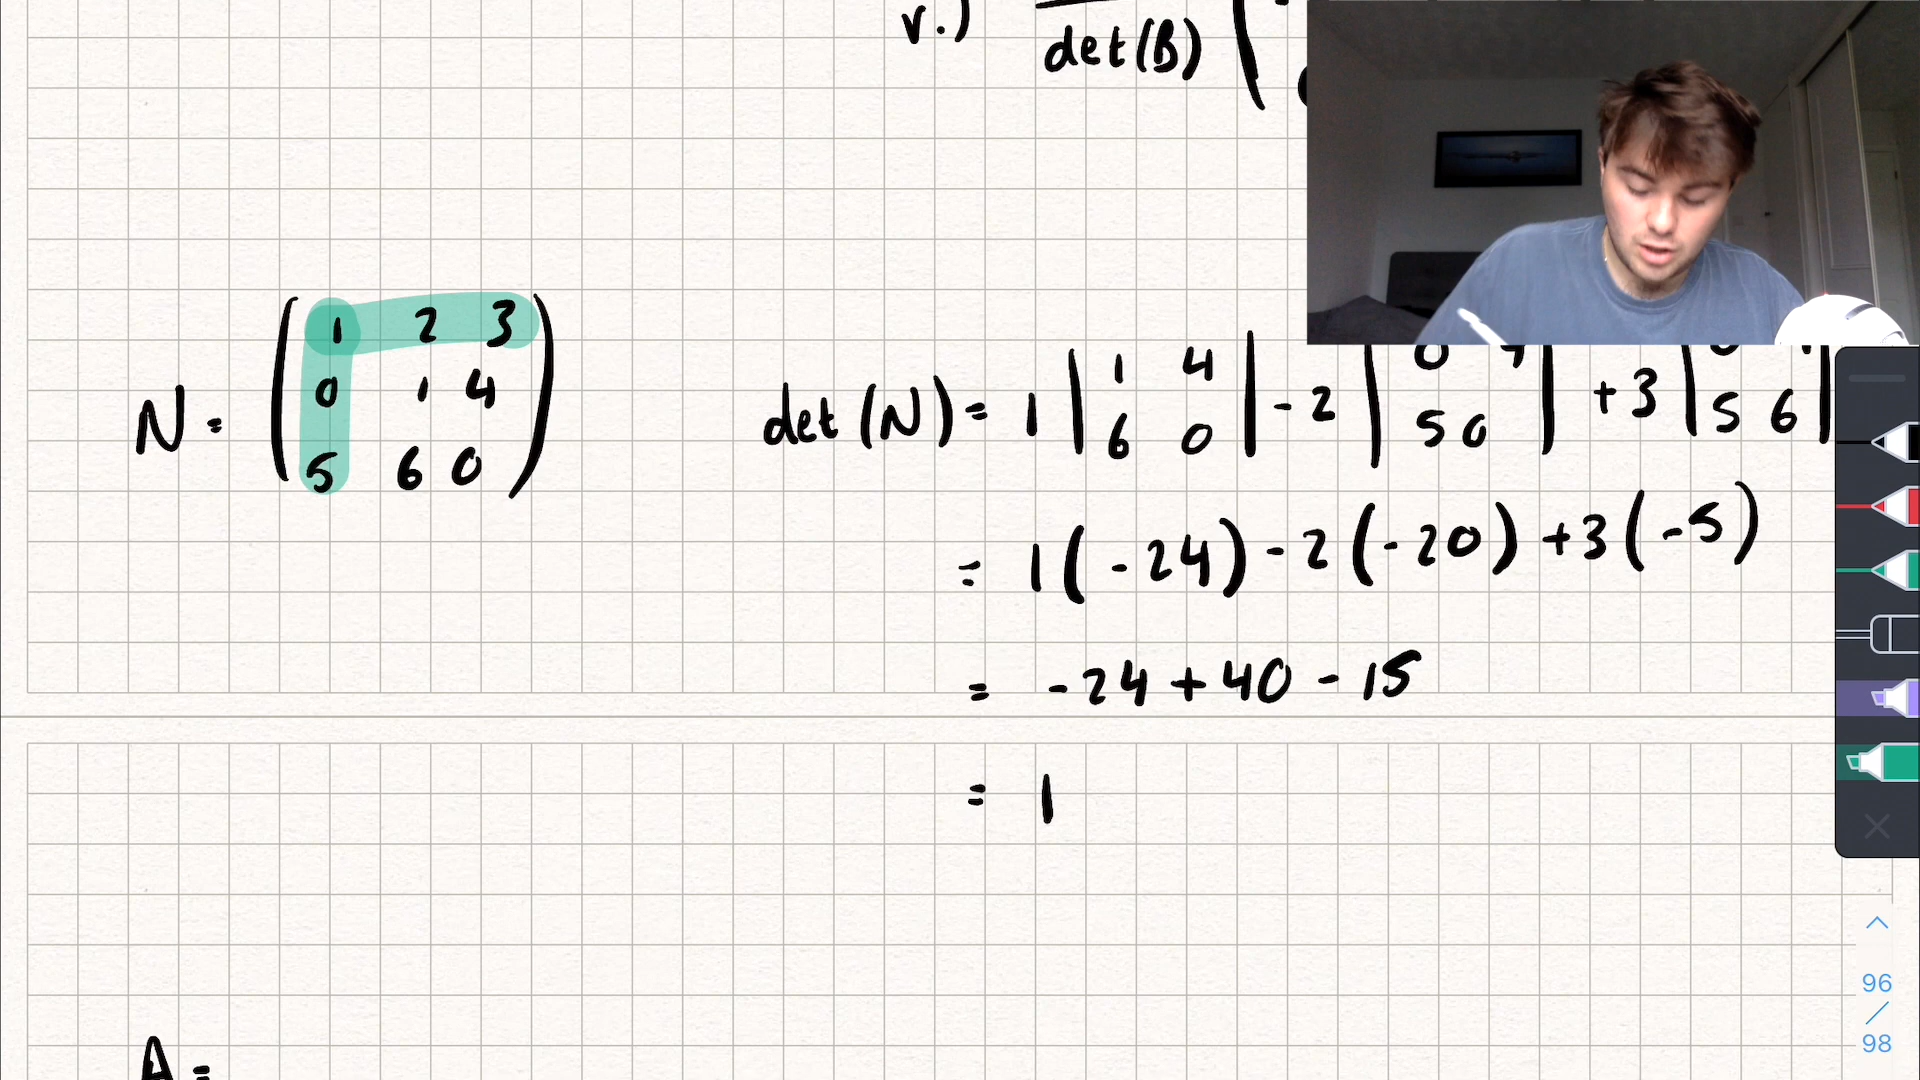 v.)
det(B)
1 2 3
N = 0 1 4
5 6 0
det (N) = 1 | 1 4 | - 2 | 0 4 | + 3 |
6 0 5 0 5 6 |
= 1 ( -24) - 2 (-20) + 3 (-5)
= -24 + 40 - 15
= 1
A =
96
/
98